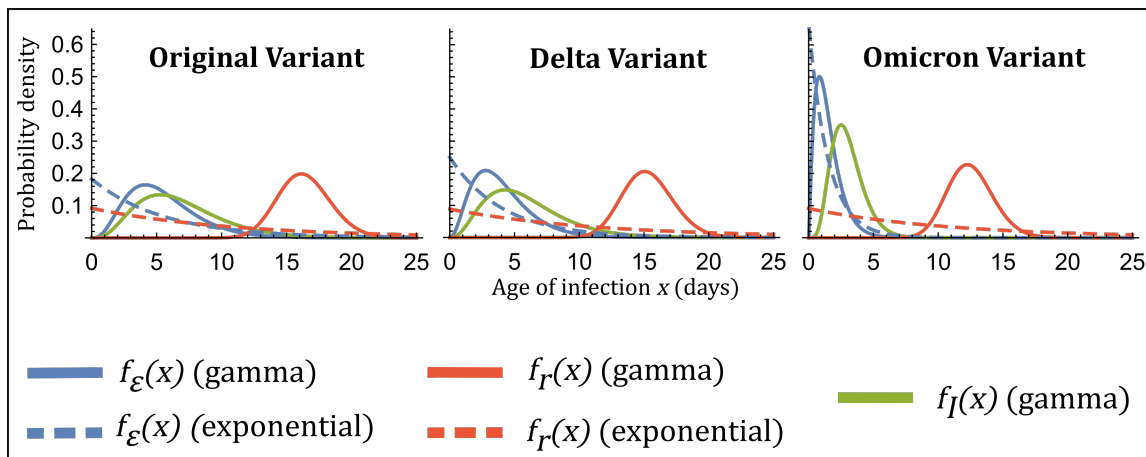 Original Variant
Delta Variant
Omicron Variant
Probability density
0.6
0.5
0.4
0.3
0.2
0.1
0 5 10 15 20 25
0 5 10 15 20 25
0 5 10 15 20 25
Age of infection x (days)
fε(x) (gamma)
fr(x) (gamma)
fI(x) (gamma)
fε(x) (exponential)
fr(x) (exponential)